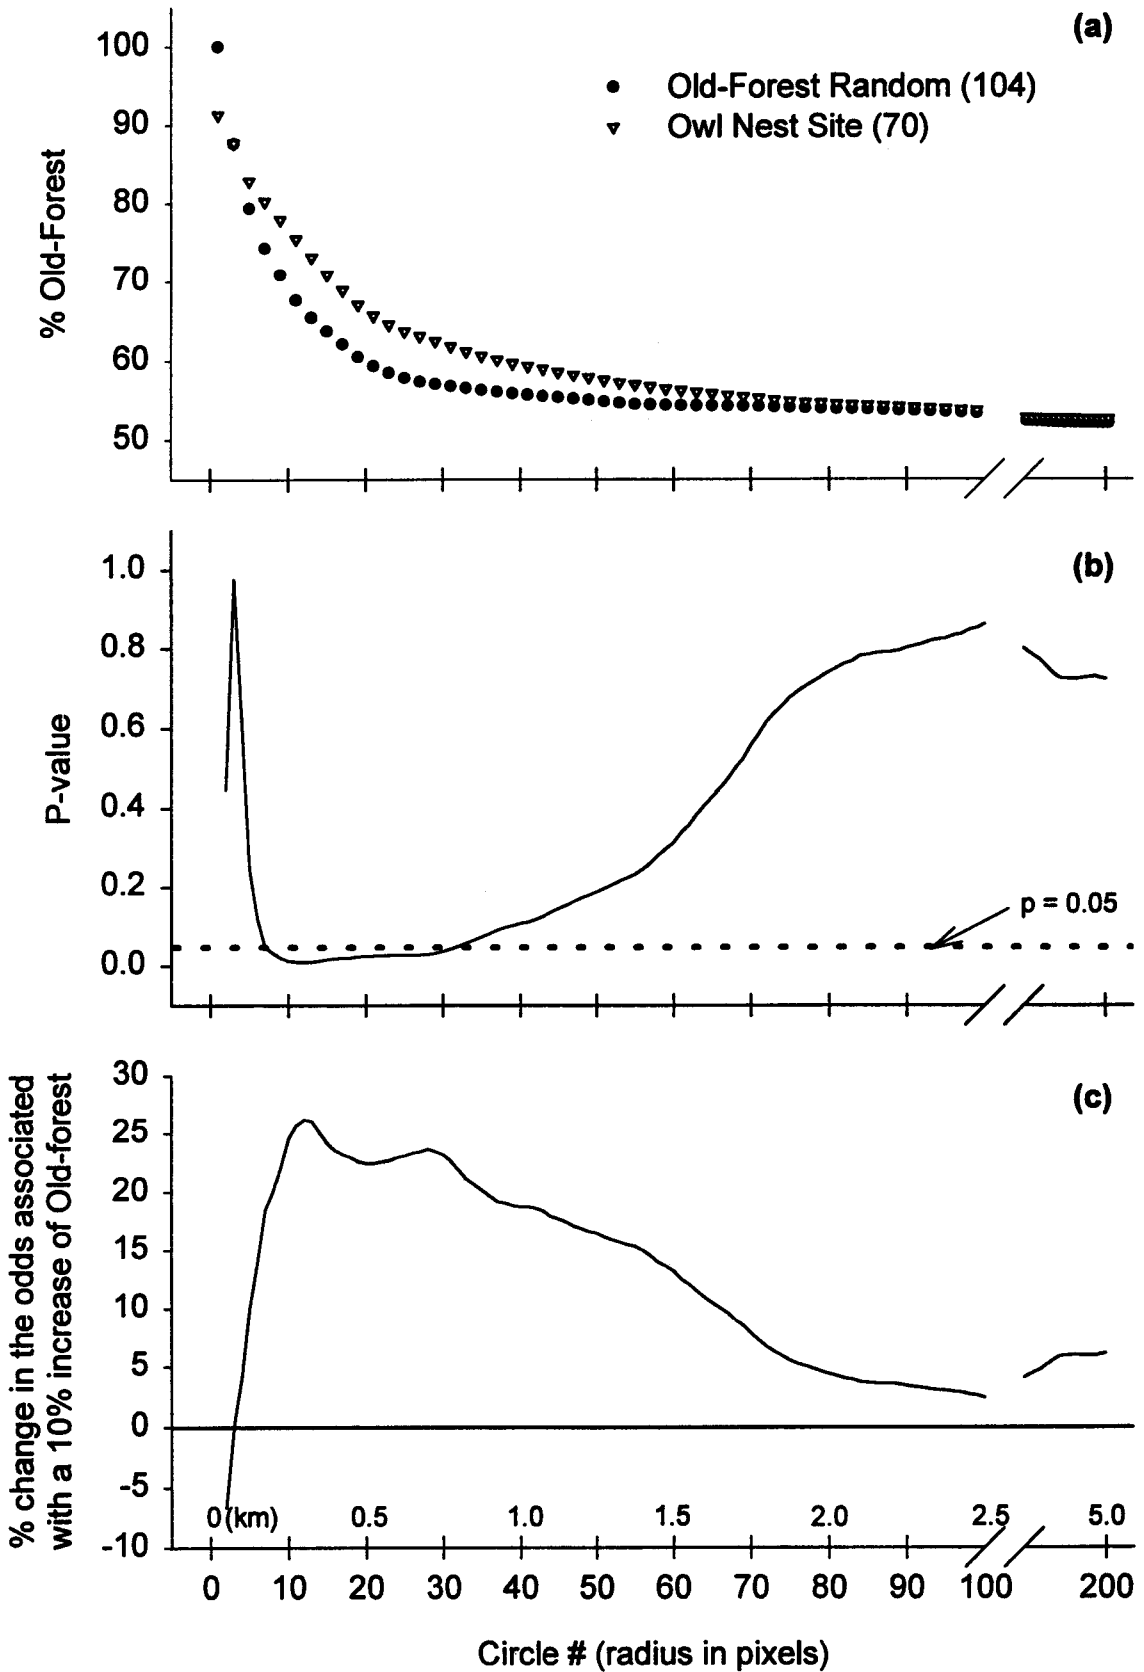 (a)
100
90
80
70
60
50
% Old-Forest
Old-Forest Random (104)
Owl Nest Site (70)
(b)
1.0
0.8
0.6
0.4
0.2
0.0
P-value
p = 0.05
(c)
30
25
20
15
10
5
0
-5
-10
% change in the odds associated
with a 10% increase of Old-forest
0 (km) 0.5 1.0 1.5 2.0 2.5 5.0
0 10 20 30 40 50 60 70 80 90 100 200
Circle # (radius in pixels)